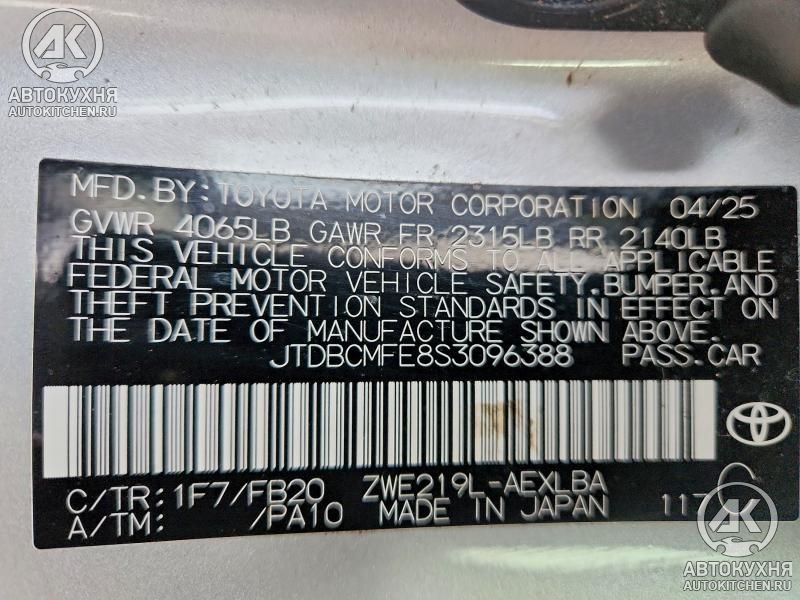 АК
АВТОКУХНЯ
AUTOKITCHEN.RU
MFD.BY:TOYOTA MOTOR CORPORATION 04/25
GVWR 4065LB GAWR FR 2315LB RR 2140LB
THIS VEHICLE CONFORMS TO ALL APPLICABLE
FEDERAL MOTOR VEHICLE SAFETY,BUMPER,AND
THEFT PREVENTION STANDARDS IN EFFECT ON
THE DATE OF MANUFACTURE SHOWN ABOVE.
JTDBCMFE8S3096388 PASS.CAR
C/TR:1F7/FB20 ZWE219L-AEXLBA
A/TM: /PA10 MADE IN JAPAN
АК
АВТОКУХНЯ
AUTOKITCHEN.RU